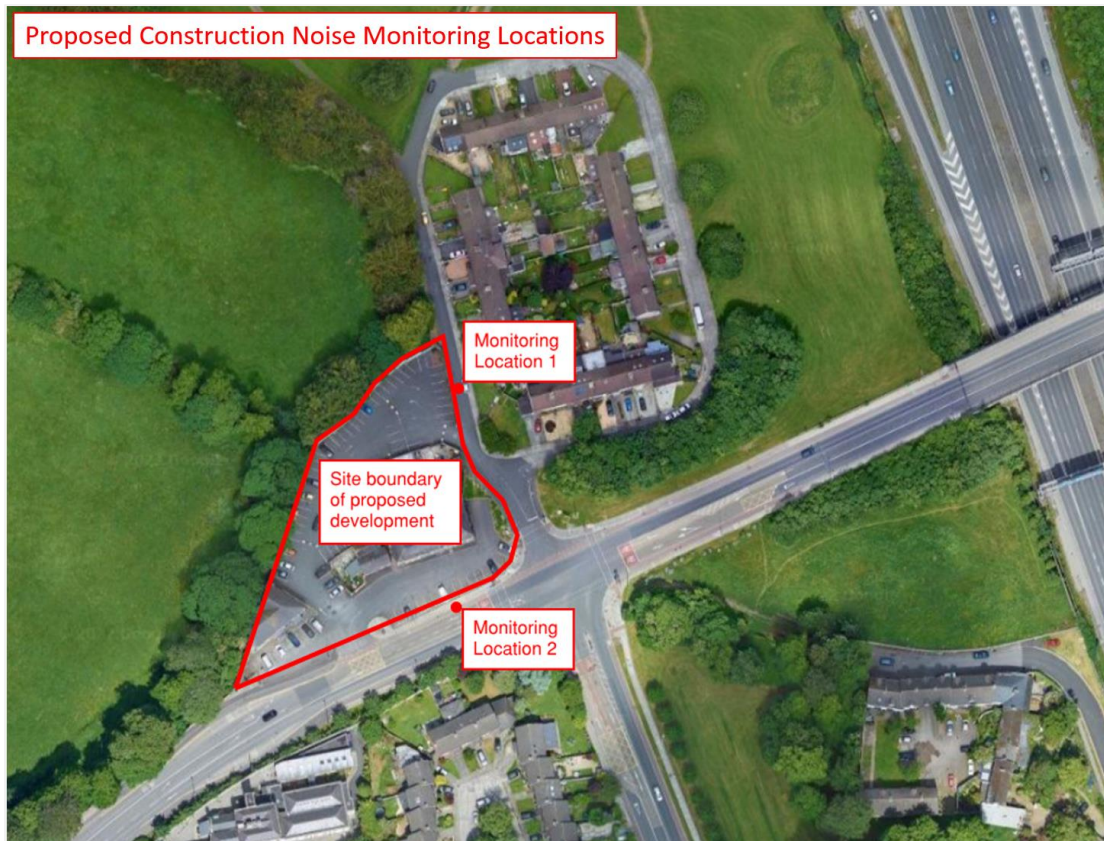 Proposed Construction Noise Monitoring Locations
Monitoring
Location 1
Site boundary
of proposed
development
Monitoring
Location 2